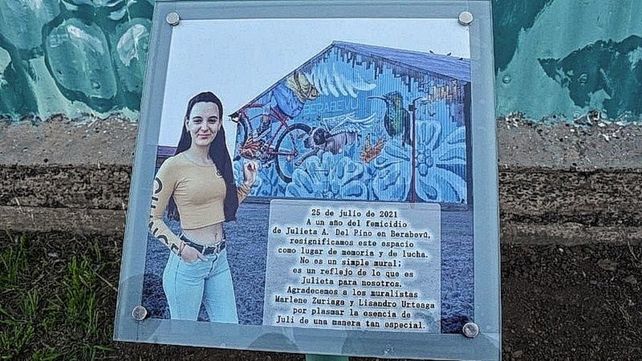 BERABEVÚ
25 de julio de 2021
A un año del femicidio
de Julieta A. Del Pino en Berabevú,
resignificamos este espacio
como lugar de memoria y de lucha.
No es un simple mural;
es un reflejo de lo que es
Julieta para nosotros.
Agradecemos a los muralistas
Marlene Zuriaga y Lisandro Urteaga
por plasmar la esencia de
Juli de una manera tan especial.